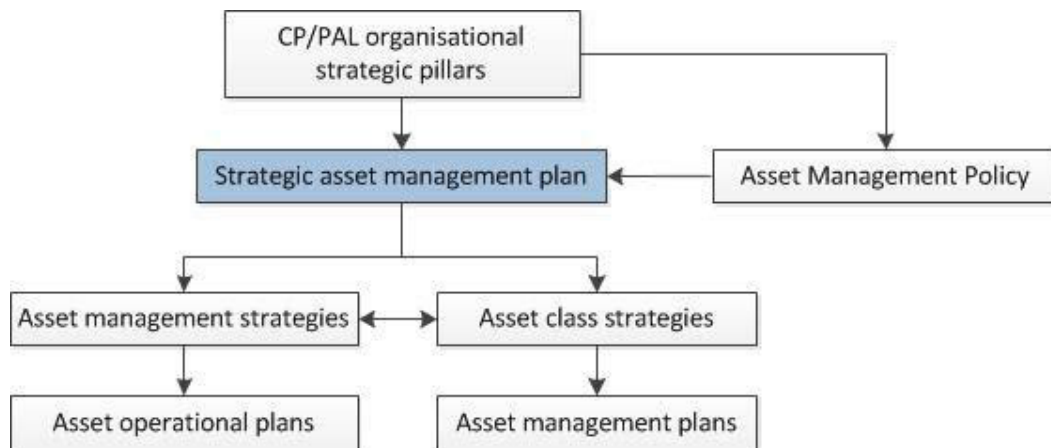 CP/PAL organisational
strategic pillars
Strategic asset management plan
Asset Management Policy
Asset management strategies
Asset class strategies
Asset operational plans
Asset management plans